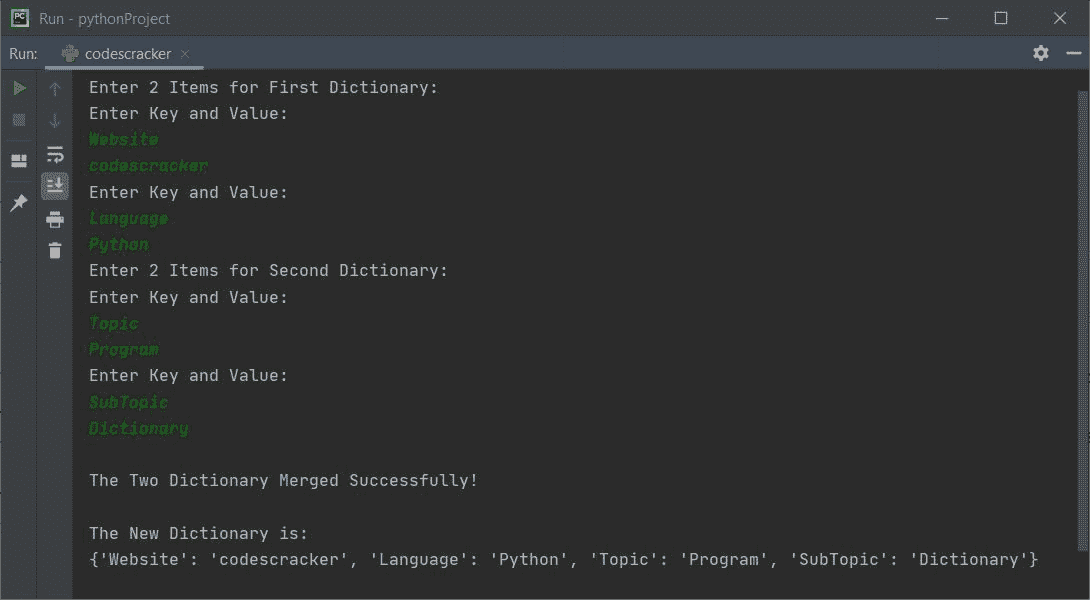 Run - pythonProject
Run:
codescracker
Enter 2 Items for First Dictionary:
Enter Key and Value:
Website
codescracker
Enter Key and Value:
Language
Python
Enter 2 Items for Second Dictionary:
Enter Key and Value:
Topic
Program
Enter Key and Value:
SubTopic
Dictionary
The Two Dictionary Merged Successfully!
The New Dictionary is:
{'Website': 'codescracker', 'Language': 'Python', 'Topic': 'Program', 'SubTopic': 'Dictionary'}